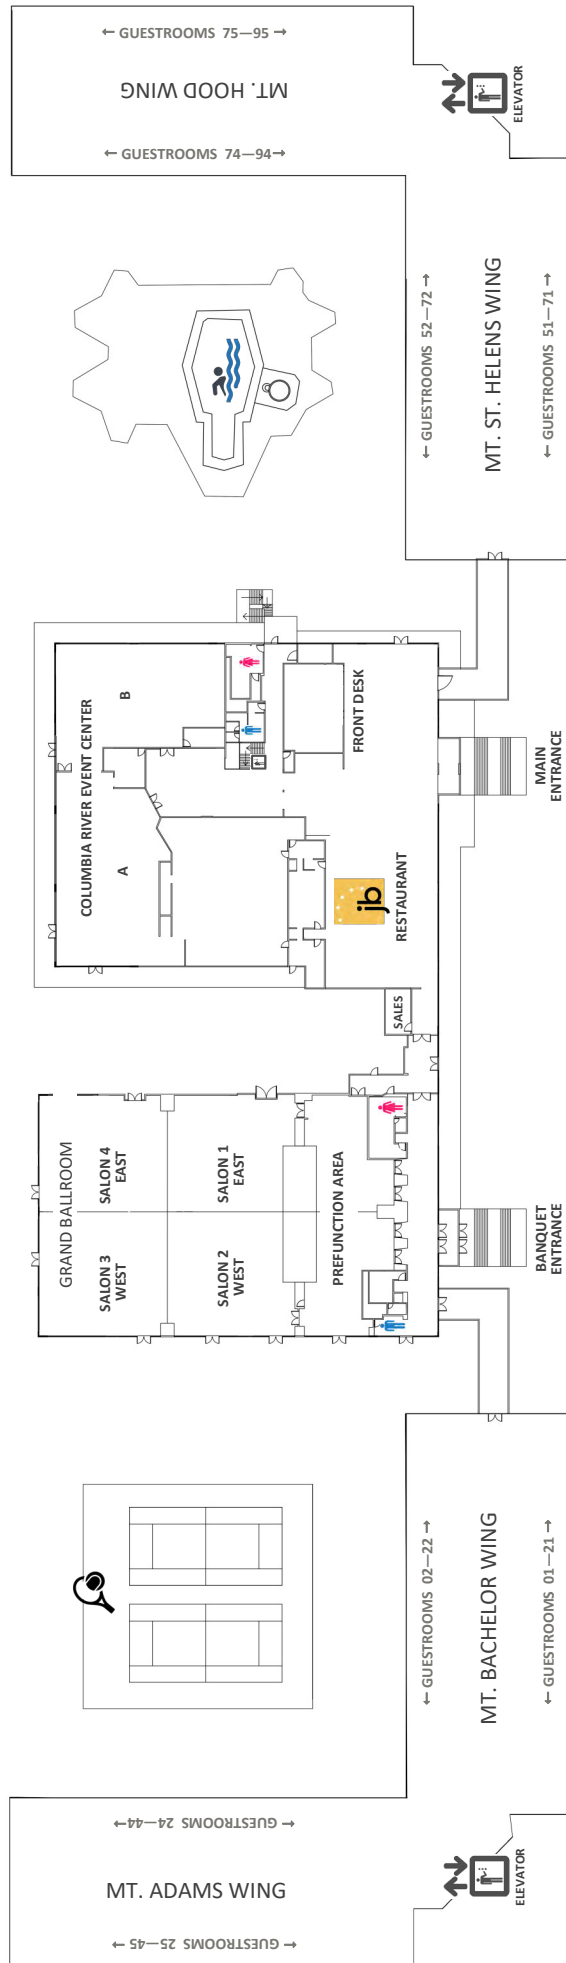 ← GUESTROOMS 75—95 →
MT. HOOD WING
← GUESTROOMS 74—94→
ELEVATOR
← GUESTROOMS 52—72 →
MT. ST. HELENS WING
← GUESTROOMS 51—71 →
COLUMBIA RIVER EVENT CENTER
B
A
FRONT DESK
MAIN
ENTRANCE
jb
RESTAURANT
SALES
GRAND BALLROOM
SALON 4
EAST
SALON 1
EAST
SALON 3
WEST
SALON 2
WEST
PREFUNCTION AREA
BANQUET
ENTRANCE
← GUESTROOMS 02—22 →
MT. BACHELOR WING
← GUESTROOMS 01—21 →
← GUESTROOMS 24—44→
MT. ADAMS WING
← GUESTROOMS 25—45 →
ELEVATOR